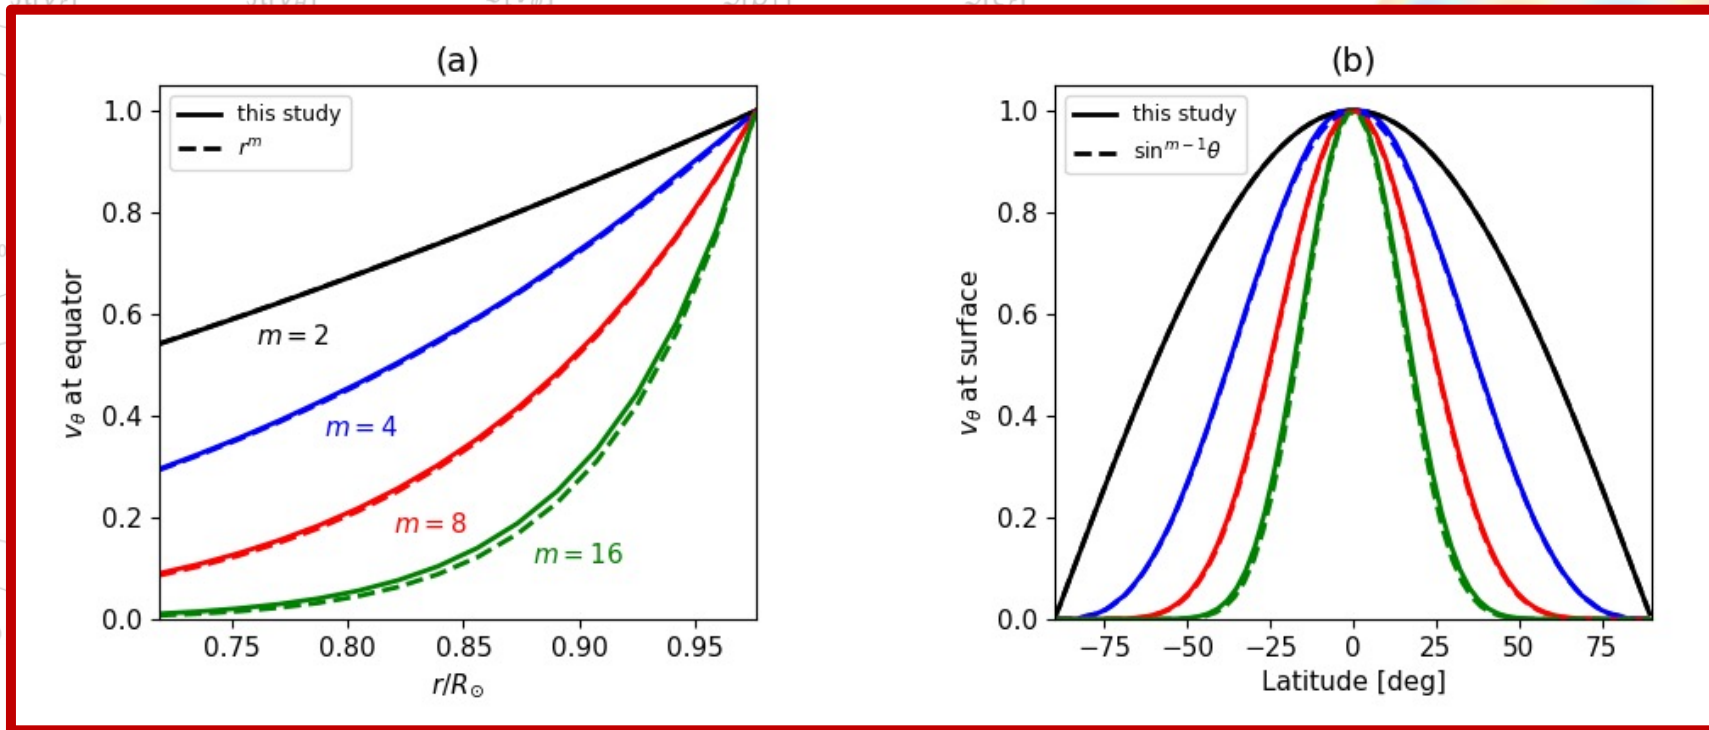 (a)
this study
r^m
1.0
0.8
0.6
0.4
0.2
0.0
v_θ at equator
m = 2
m = 4
m = 8
m = 16
0.75 0.80 0.85 0.90 0.95
r/R_⊙
(b)
this study
sin^{m−1}θ
1.0
0.8
0.6
0.4
0.2
0.0
v_θ at surface
−75 −50 −25 0 25 50 75
Latitude [deg]